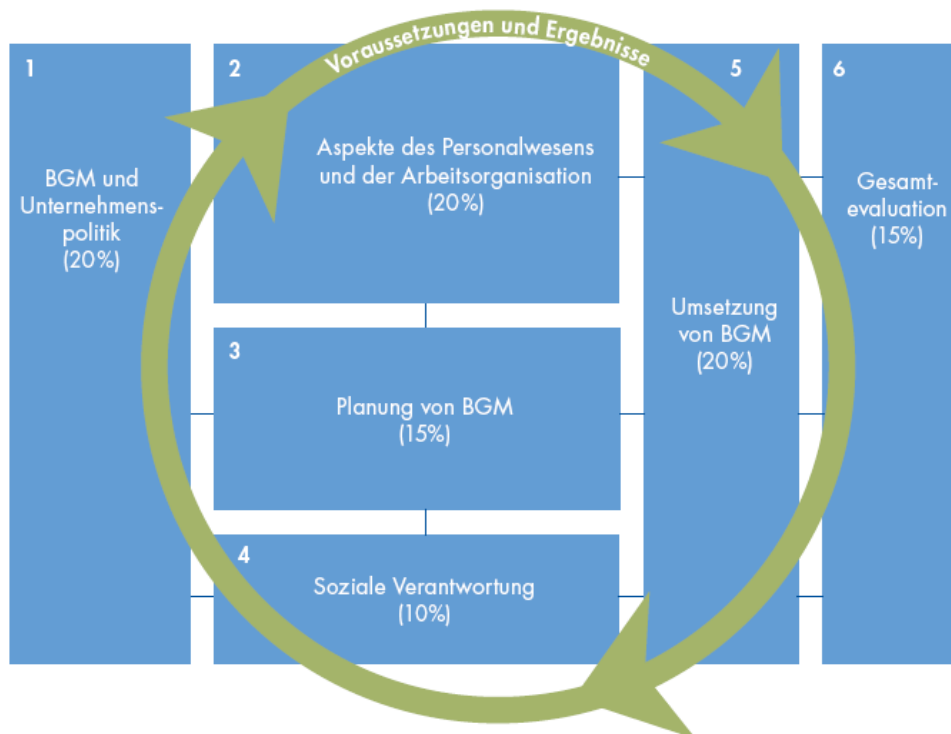 Voraussetzungen und Ergebnisse
1
BGM und
Unternehmens-
politik
(20%)
2
Aspekte des Personalwesens
und der Arbeitsorganisation
(20%)
3
Planung von BGM
(15%)
4
Soziale Verantwortung
(10%)
5
Umsetzung
von BGM
(20%)
6
Gesamt-
evaluation
(15%)